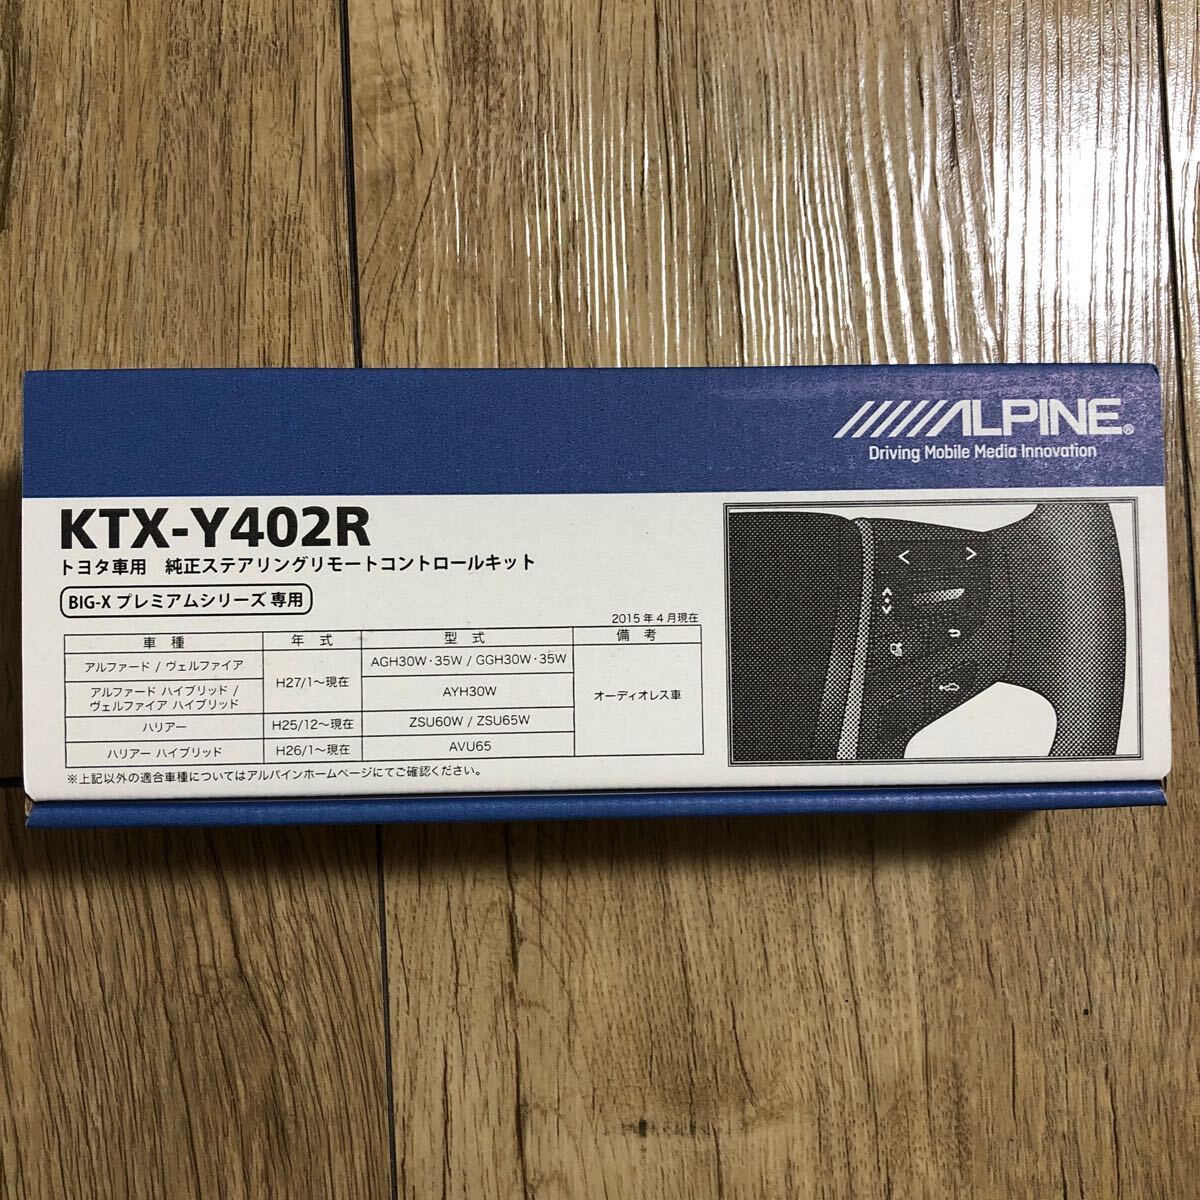 ALPINE®
Driving Mobile Media Innovation
KTX-Y402R
トヨタ車用 純正ステアリングリモートコントロールキット
BIG-X プレミアムシリーズ 専用
2015年4月現在
車種 年式 型式 備考
アルファード / ヴェルファイア H27/1〜現在 AGH30W・35W / GGH30W・35W オーディオレス車
アルファード ハイブリッド /
ヴェルファイア ハイブリッド AYH30W
ハリアー H25/12〜現在 ZSU60W / ZSU65W
ハリアー ハイブリッド H26/1〜現在 AVU65
※上記以外の適合車種についてはアルパインホームページにてご確認ください。